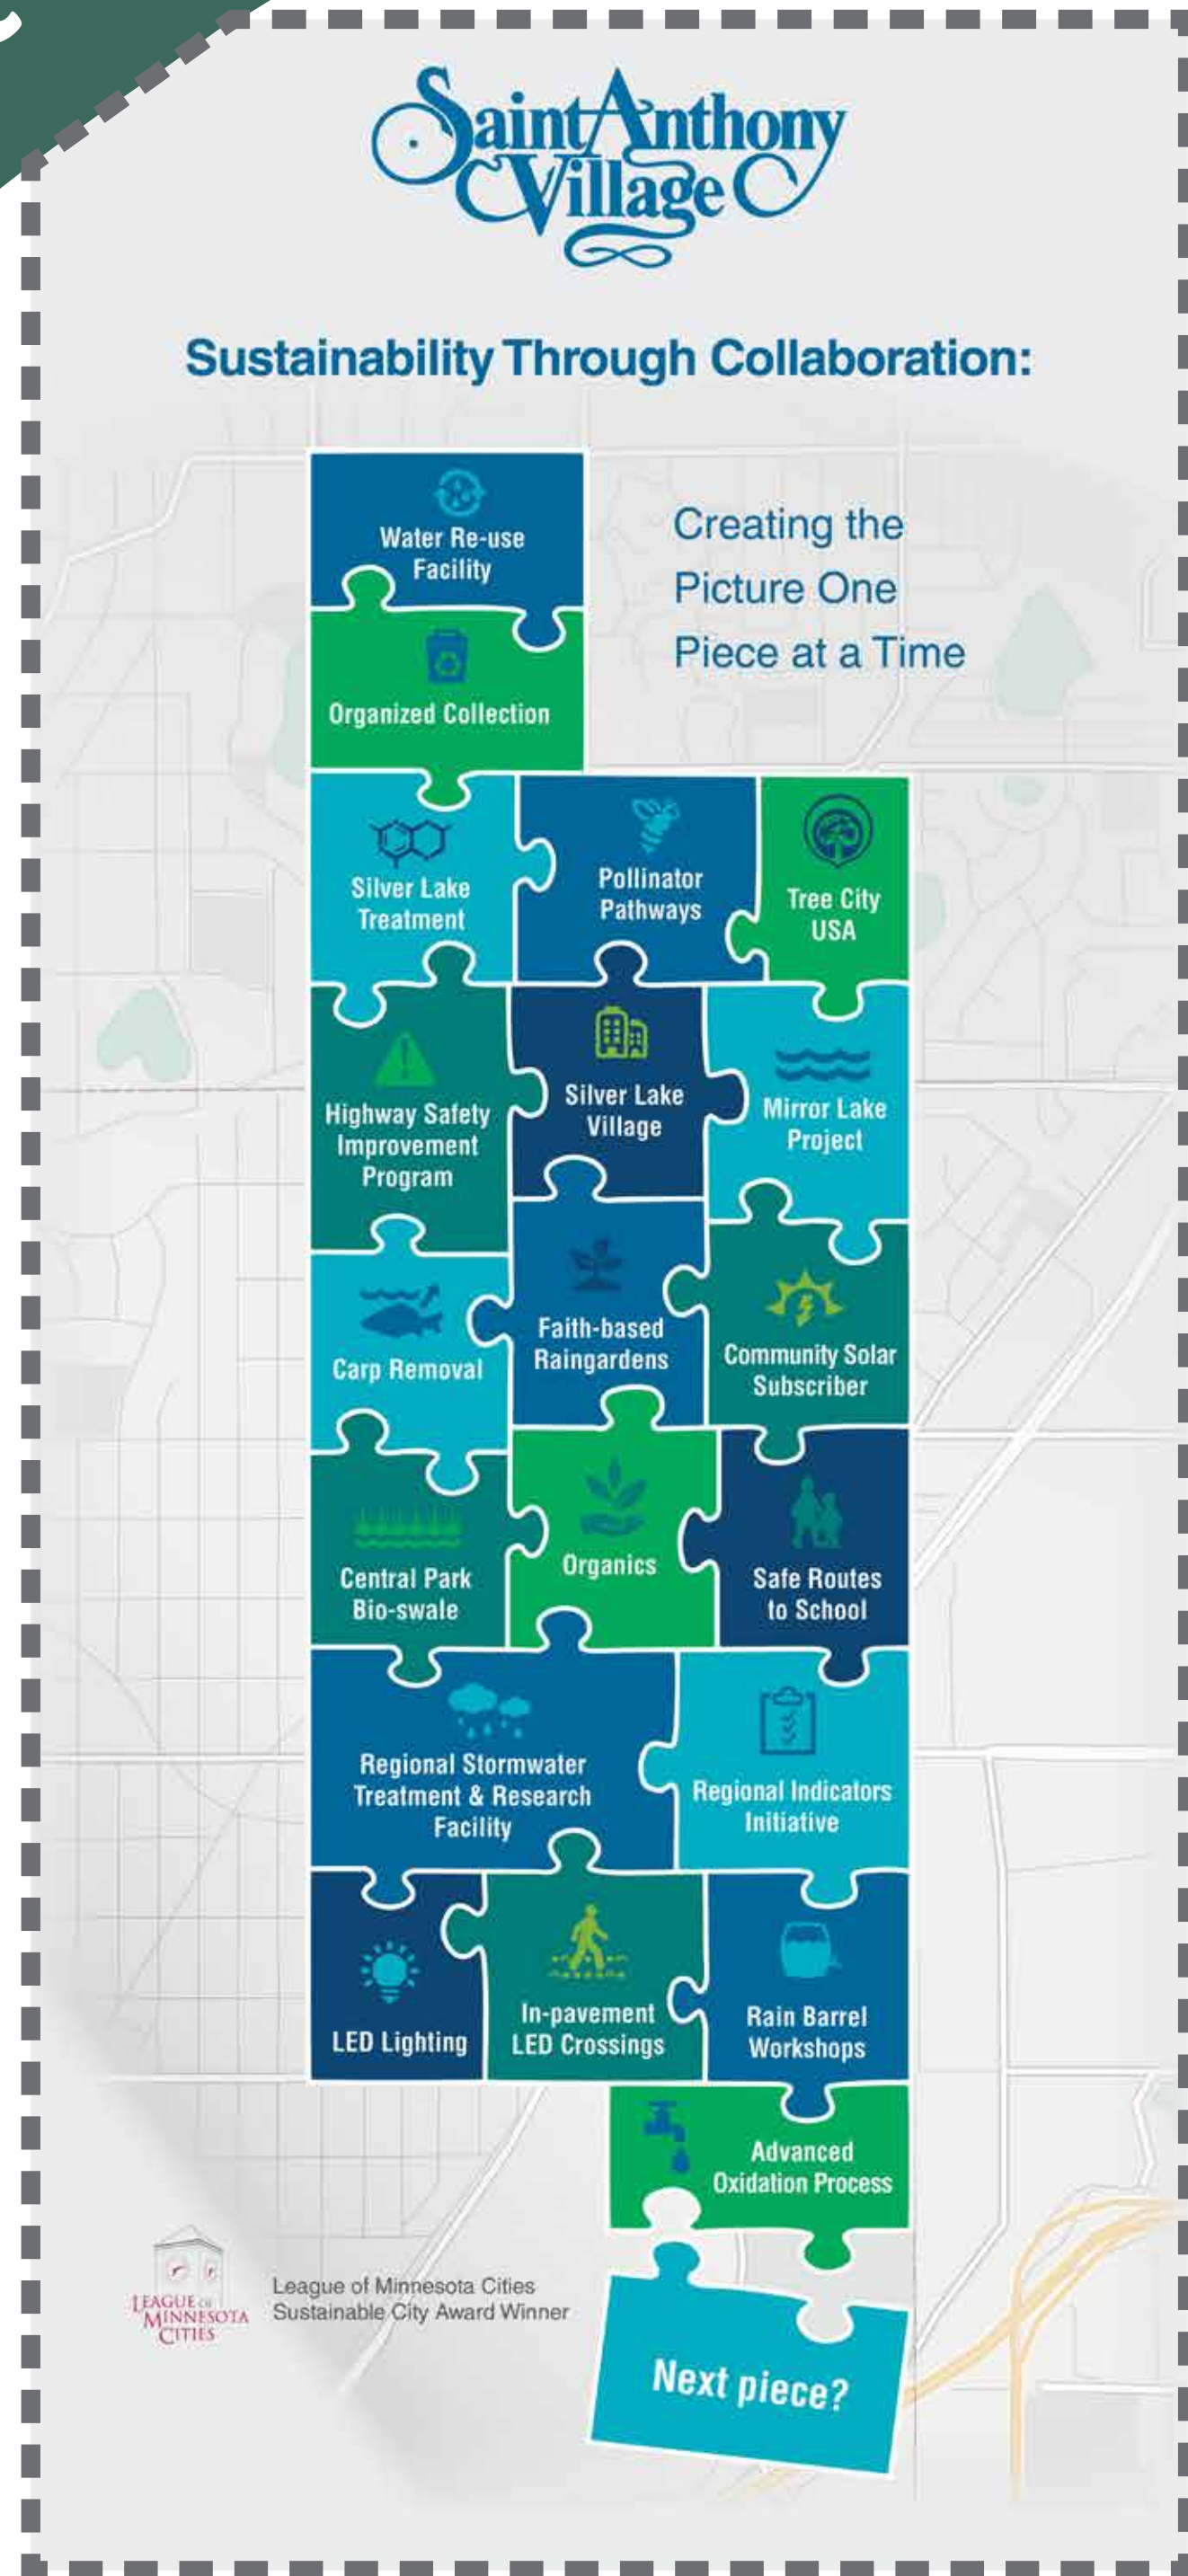 Saint Anthony
Village
Sustainability Through Collaboration:
Creating the
Picture One
Piece at a Time
Water Re-use
Facility
Organized Collection
Silver Lake
Treatment
Pollinator
Pathways
Tree City
USA
Highway Safety
Improvement
Program
Silver Lake
Village
Mirror Lake
Project
Carp Removal
Faith-based
Raingardens
Community Solar
Subscriber
Central Park
Bio-swale
Organics
Safe Routes
to School
Regional Stormwater
Treatment & Research
Facility
Regional Indicators
Initiative
LED Lighting
In-pavement
LED Crossings
Rain Barrel
Workshops
Advanced
Oxidation Process
Next piece?
LEAGUE OF
MINNESOTA
CITIES
League of Minnesota Cities
Sustainable City Award Winner